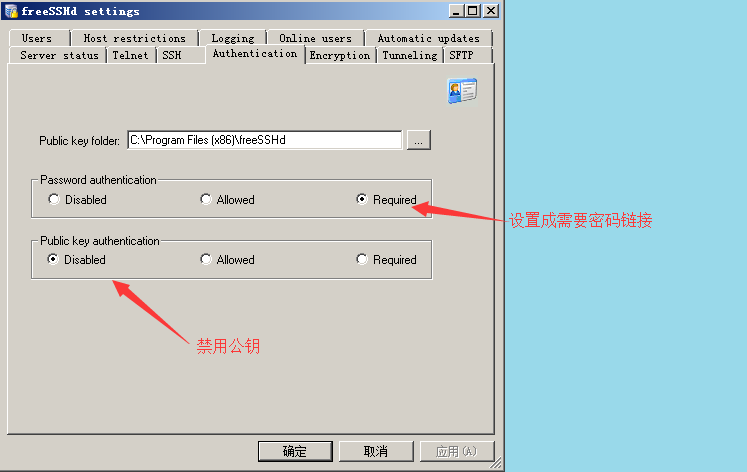 freeSSHd settings
Users Host restrictions Logging Online users Automatic updates
Server status Telnet SSH Authentication Encryption Tunneling SFTP
Public key folder: C:\Program Files (x86)\freeSSHd ...
Password authentication
Disabled Allowed Required
设置成需要密码链接
Public key authentication
Disabled Allowed Required
禁用公钥
确定 取消 应用(A)